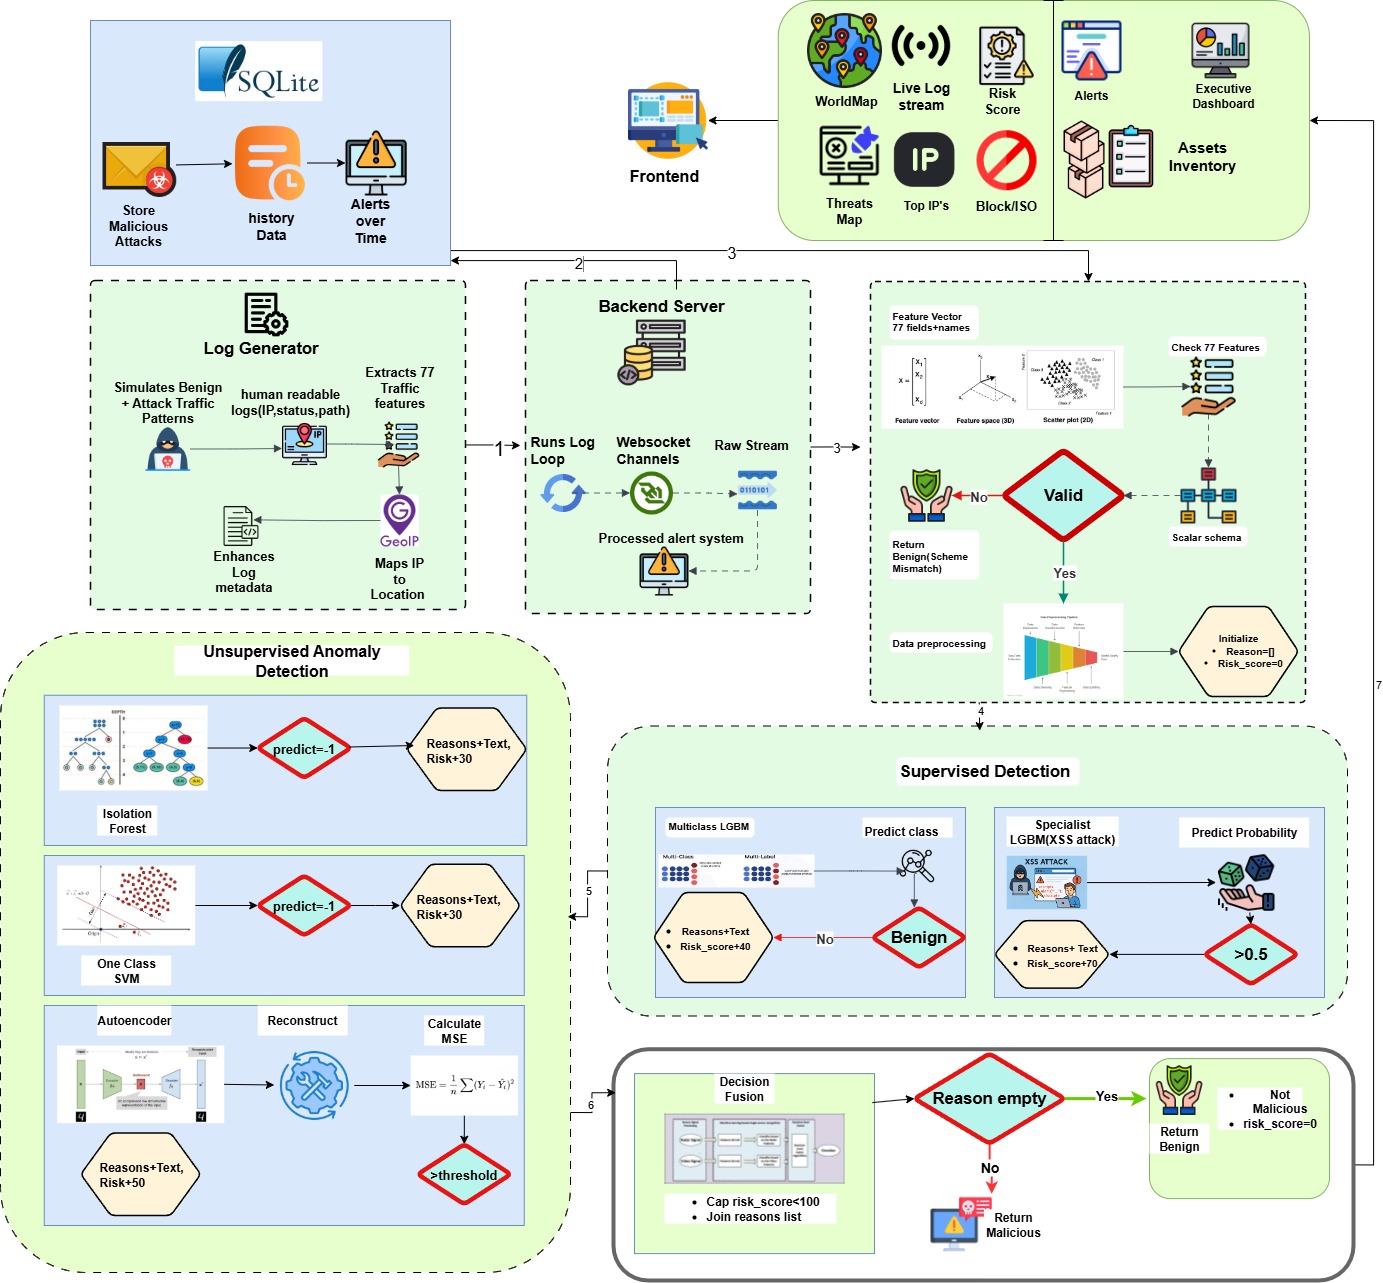 SQLite
Store
Malicious
Attacks
history
Data
Alerts
over
Time
Frontend
WorldMap
Live Log
stream
Risk
Score
Alerts
Executive
Dashboard
Threats
Map
IP
Top IP's
Block/ISO
Assets
Inventory
3
2
Log Generator
Simulates Benign
+ Attack Traffic
Patterns
human readable
logs(IP,status,path)
IP
Extracts 77
Traffic
features
GeoIP
Enhances
Log
metadata
Maps IP
to
Location
1
Backend Server
Runs Log
Loop
Websocket
Channels
Raw Stream
0110101
Processed alert system
3
Feature Vector
77 fields+names
Feature vector
Feature space (3D)
Scatter plot (2D)
Class 1
Check 77 Features
Valid
No
Return
Benign(Scheme
Mismatch)
Scalar schema
Yes
Data preprocessing
Initialize
• Reason=[]
• Risk_score=0
7
4
Unsupervised Anomaly
Detection
DEPTH
predict=-1
Reasons+Text,
Risk+30
Isolation
Forest
predict=-1
Reasons+Text,
Risk+30
Origin
One Class
SVM
5
Autoencoder
Reconstruct
Calculate
MSE
MSE = 1/n ∑(Yᵢ − Ŷᵢ)²
Reasons+Text,
Risk+50
>threshold
6
Supervised Detection
Multiclass LGBM
Predict class
Multi-Class
Multi-Label
• Reasons+Text
• Risk_score+40
No
Benign
Specialist
LGBM(XSS attack)
Predict Probability
XSS ATTACK
• Reasons+ Text
• Risk_score+70
>0.5
Decision
Fusion
• Cap risk_score<100
• Join reasons list
Reason empty
Yes
No
Return
Malicious
Return
Benign
• Not
Malicious
• risk_score=0